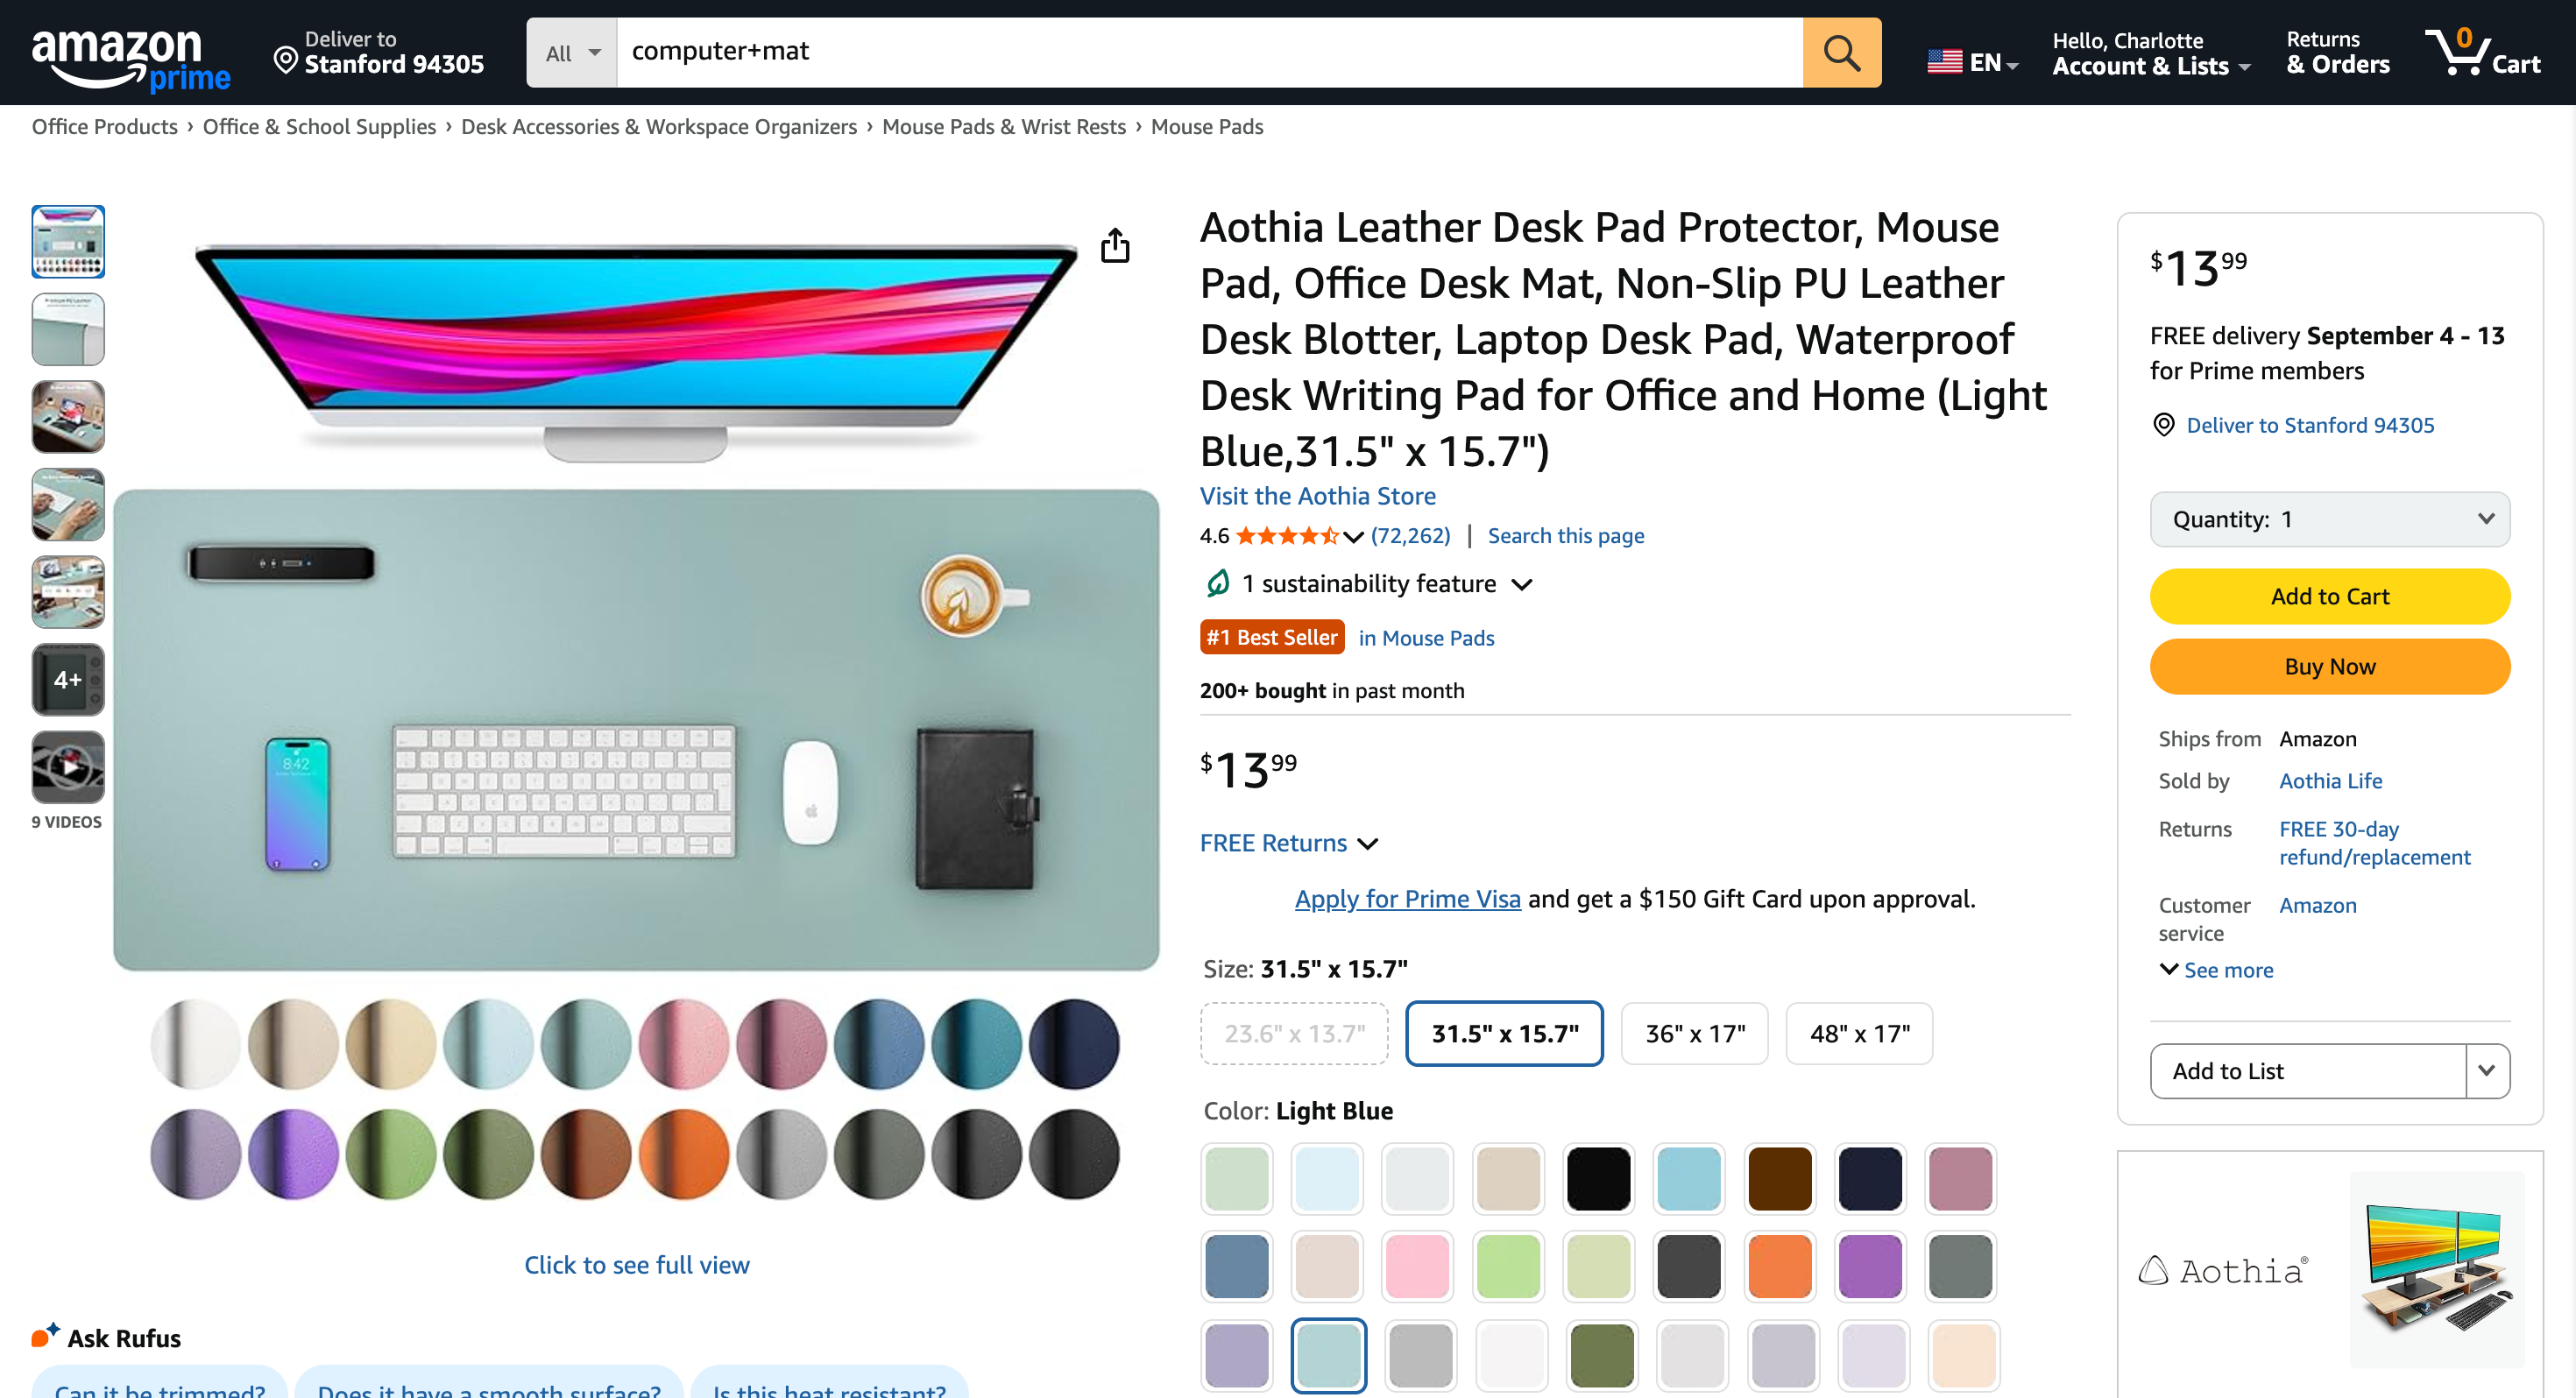 amazon
prime
Deliver to
Stanford 94305
All
computer+mat
EN
Hello, Charlotte
Account & Lists
Returns
& Orders
0
Cart
Office Products › Office & School Supplies › Desk Accessories & Workspace Organizers › Mouse Pads & Wrist Rests › Mouse Pads
4+
9 VIDEOS
8:42
Click to see full view
Ask Rufus
Can it be trimmed?
Does it have a smooth surface?
Is this heat resistant?
Aothia Leather Desk Pad Protector, Mouse
Pad, Office Desk Mat, Non-Slip PU Leather
Desk Blotter, Laptop Desk Pad, Waterproof
Desk Writing Pad for Office and Home (Light
Blue,31.5" x 15.7")
Visit the Aothia Store
4.6 (72,262) | Search this page
1 sustainability feature
#1 Best Seller in Mouse Pads
200+ bought in past month
$13 99
FREE Returns
Apply for Prime Visa and get a $150 Gift Card upon approval.
Size: 31.5" x 15.7"
23.6" x 13.7"
31.5" x 15.7"
36" x 17"
48" x 17"
Color: Light Blue
$13 99
FREE delivery September 4 - 13
for Prime members
Deliver to Stanford 94305
Quantity: 1
Add to Cart
Buy Now
Ships from Amazon
Sold by Aothia Life
Returns FREE 30-day
refund/replacement
Customer Amazon
service
See more
Add to List
Aothia®